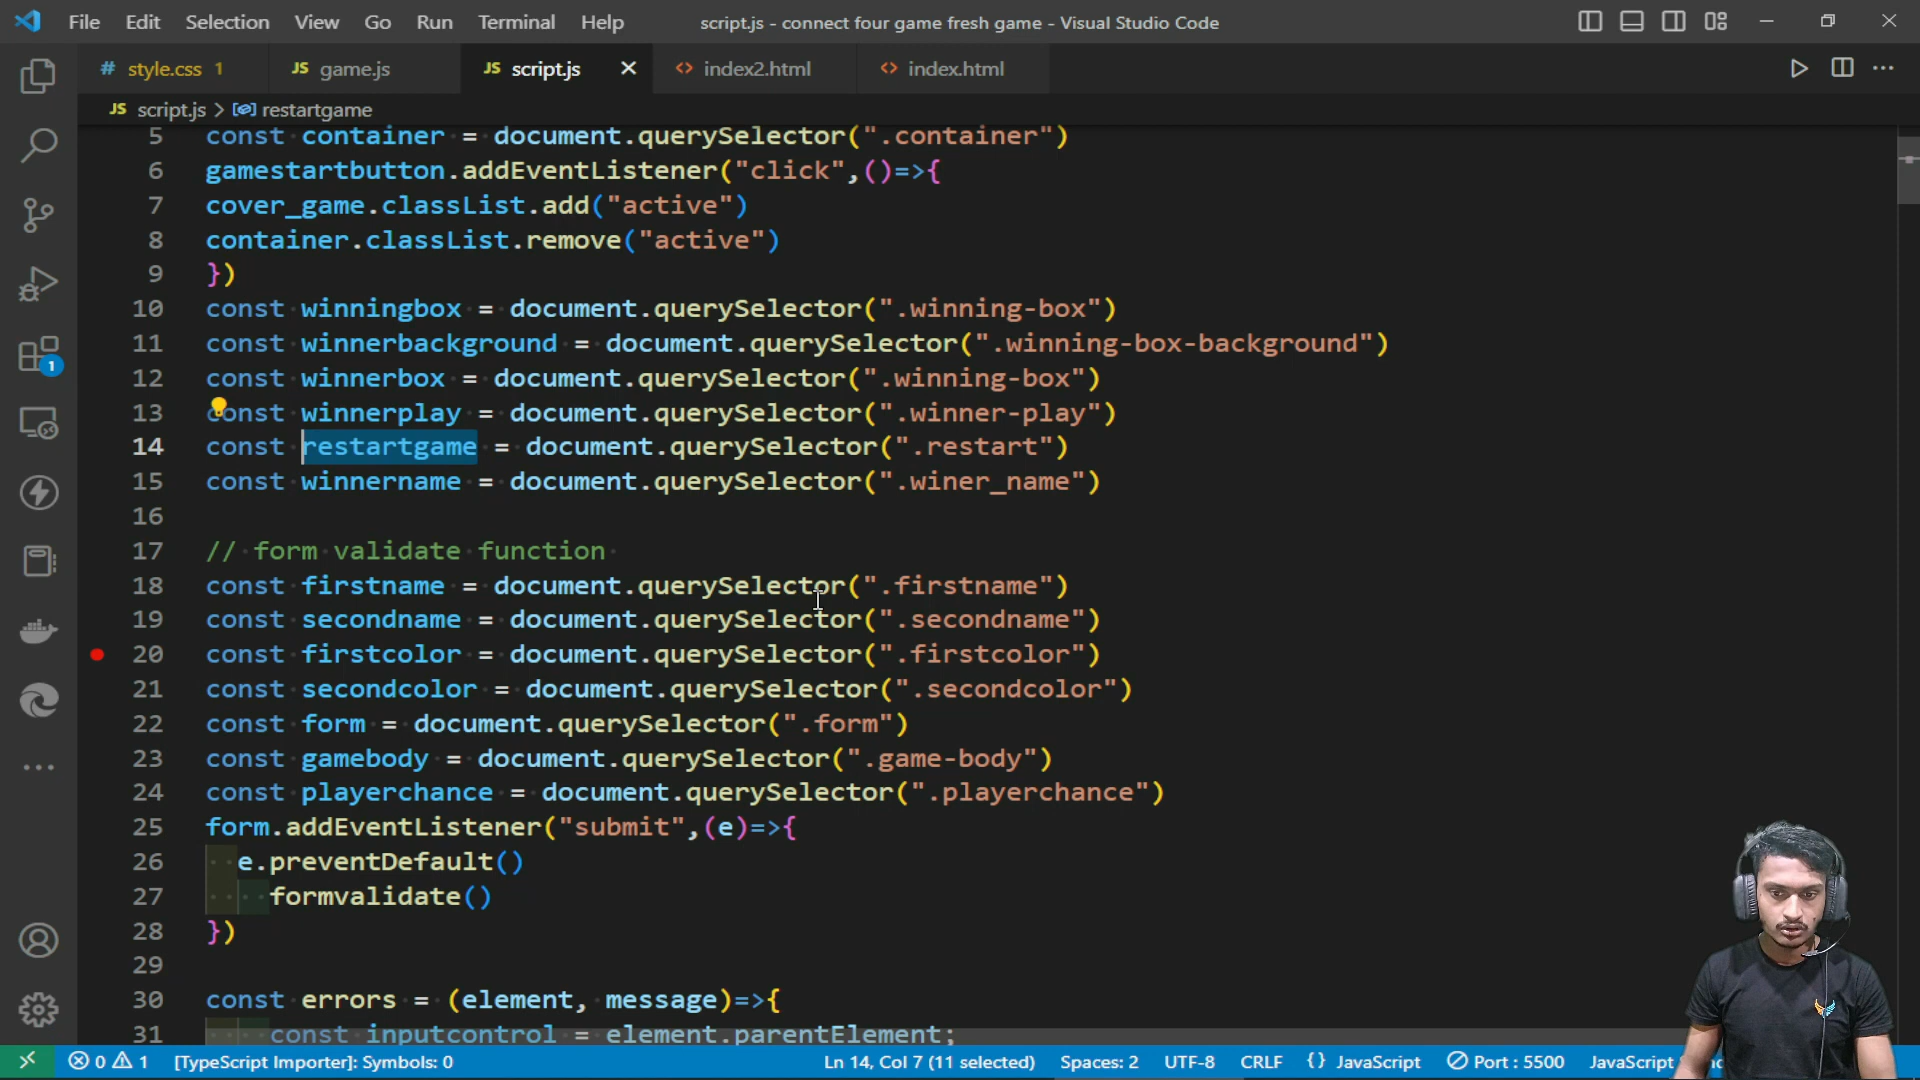 File Edit Selection View Go Run Terminal Help script.js - connect four game fresh game - Visual Studio Code
# style.css 1 JS game.js JS script.js <> index2.html <> index.html
JS script.js > restartgame
5 const container = document.querySelector(".container")
6 gamestartbutton.addEventListener("click",()=>{
7 cover_game.classList.add("active")
8 container.classList.remove("active")
9 })
10 const winningbox = document.querySelector(".winning-box")
11 const winnerbackground = document.querySelector(".winning-box-background")
12 const winnerbox = document.querySelector(".winning-box")
13 const winnerplay = document.querySelector(".winner-play")
14 const restartgame = document.querySelector(".restart")
15 const winnername = document.querySelector(".winer_name")
16
17 // form validate function
18 const firstname = document.querySelector(".firstname")
19 const secondname = document.querySelector(".secondname")
20 const firstcolor = document.querySelector(".firstcolor")
21 const secondcolor = document.querySelector(".secondcolor")
22 const form = document.querySelector(".form")
23 const gamebody = document.querySelector(".game-body")
24 const playerchance = document.querySelector(".playerchance")
25 form.addEventListener("submit",(e)=>{
26 e.preventDefault()
27 formvalidate()
28 })
29
30 const errors = (element, message)=>{
31 const inputcontrol = element.parentElement;
1
0 1 [TypeScript Importer]: Symbols: 0 Ln 14, Col 7 (11 selected) Spaces: 2 UTF-8 CRLF {} JavaScript Port : 5500 JavaScript